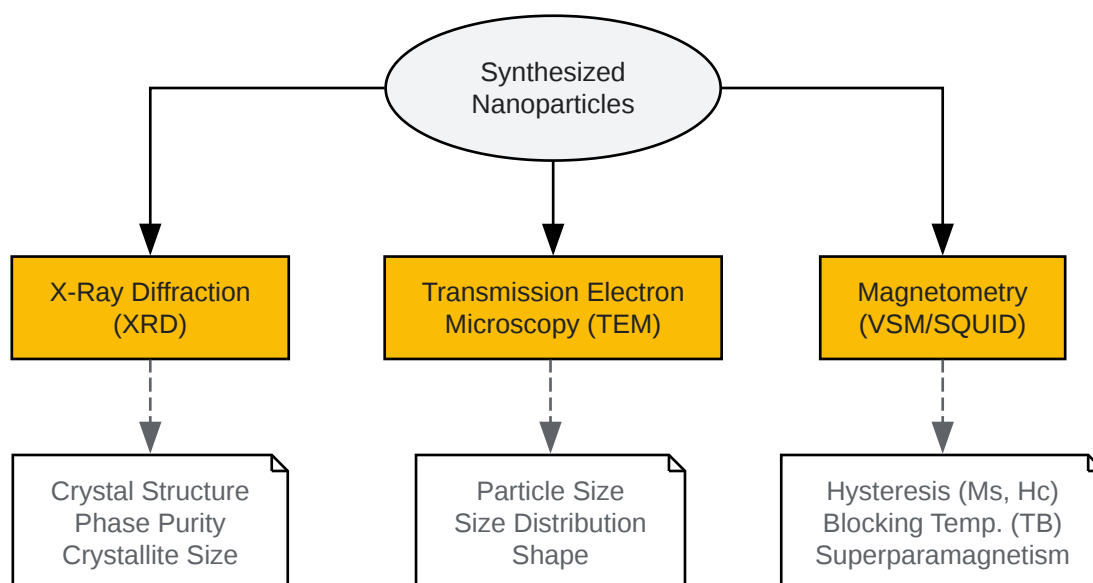 Synthesized
Nanoparticles
X-Ray Diffraction
(XRD)
Transmission Electron
Microscopy (TEM)
Magnetometry
(VSM/SQUID)
Crystal Structure
Phase Purity
Crystallite Size
Particle Size
Size Distribution
Shape
Hysteresis (Ms, Hc)
Blocking Temp. (TB)
Superparamagnetism